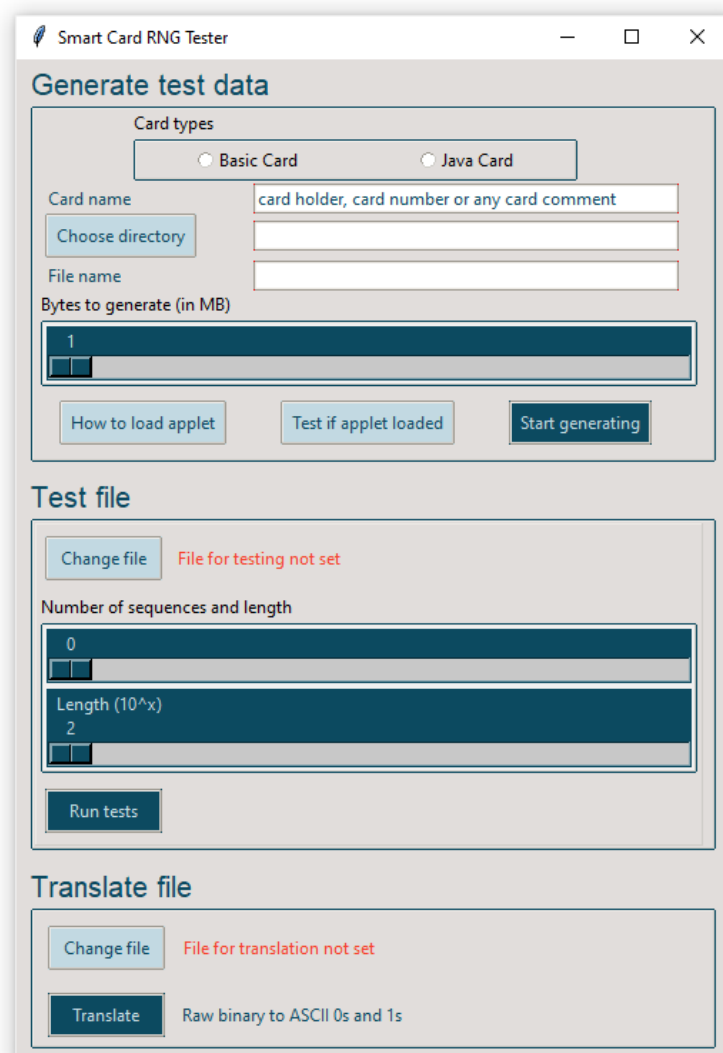 Smart Card RNG Tester
Generate test data
Card types
Basic Card Java Card
Card name card holder, card number or any card comment
Choose directory
File name
Bytes to generate (in MB)
1
How to load applet Test if applet loaded Start generating
Test file
Change file File for testing not set
Number of sequences and length
0
Length (10^x)
2
Run tests
Translate file
Change file File for translation not set
Translate Raw binary to ASCII 0s and 1s